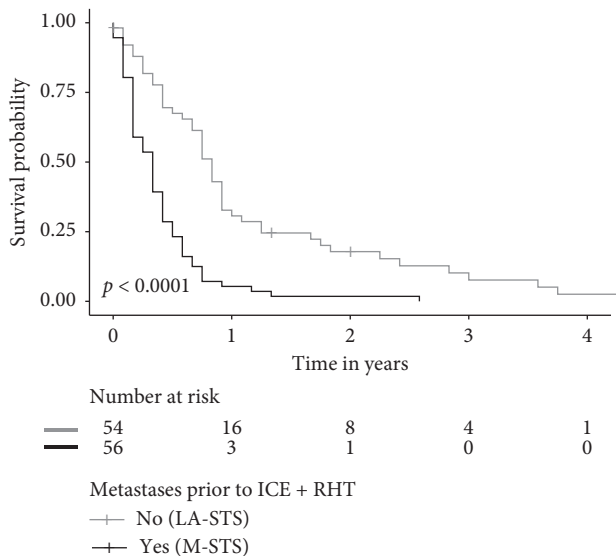 1.00
0.75
0.50
0.25
0.00
Survival probability
p < 0.0001
0 1 2 3 4
Time in years
Number at risk
54 16 8 4 1
56 3 1 0 0
Metastases prior to ICE + RHT
No (LA-STS)
Yes (M-STS)